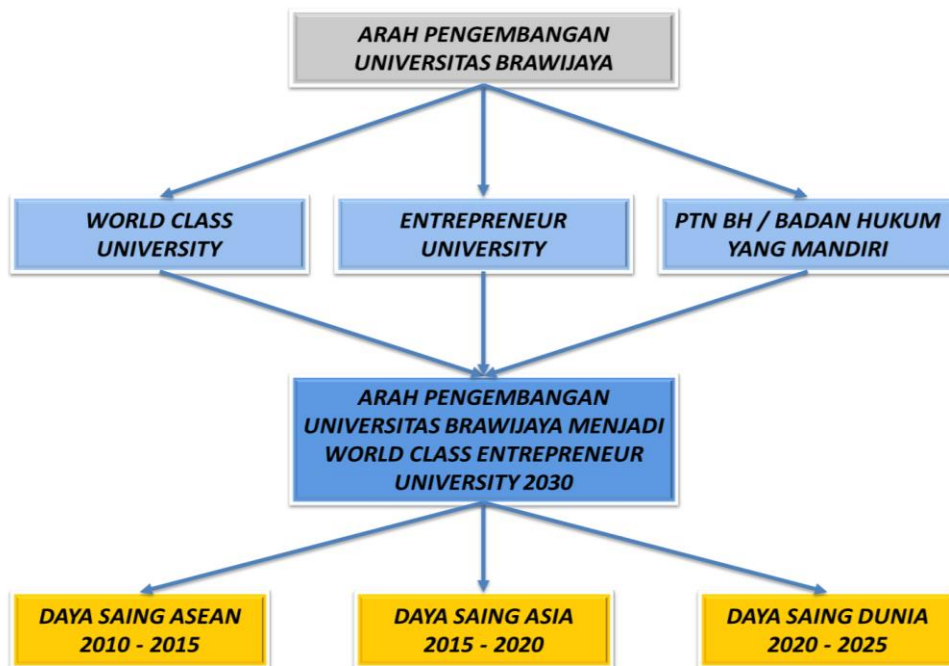 ARAH PENGEMBANGAN
UNIVERSITAS BRAWIJAYA
WORLD CLASS
UNIVERSITY
ENTREPRENEUR
UNIVERSITY
PTN BH / BADAN HUKUM
YANG MANDIRI
ARAH PENGEMBANGAN
UNIVERSITAS BRAWIJAYA MENJADI
WORLD CLASS ENTREPRENEUR
UNIVERSITY 2030
DAYA SAING ASEAN
2010 - 2015
DAYA SAING ASIA
2015 - 2020
DAYA SAING DUNIA
2020 - 2025